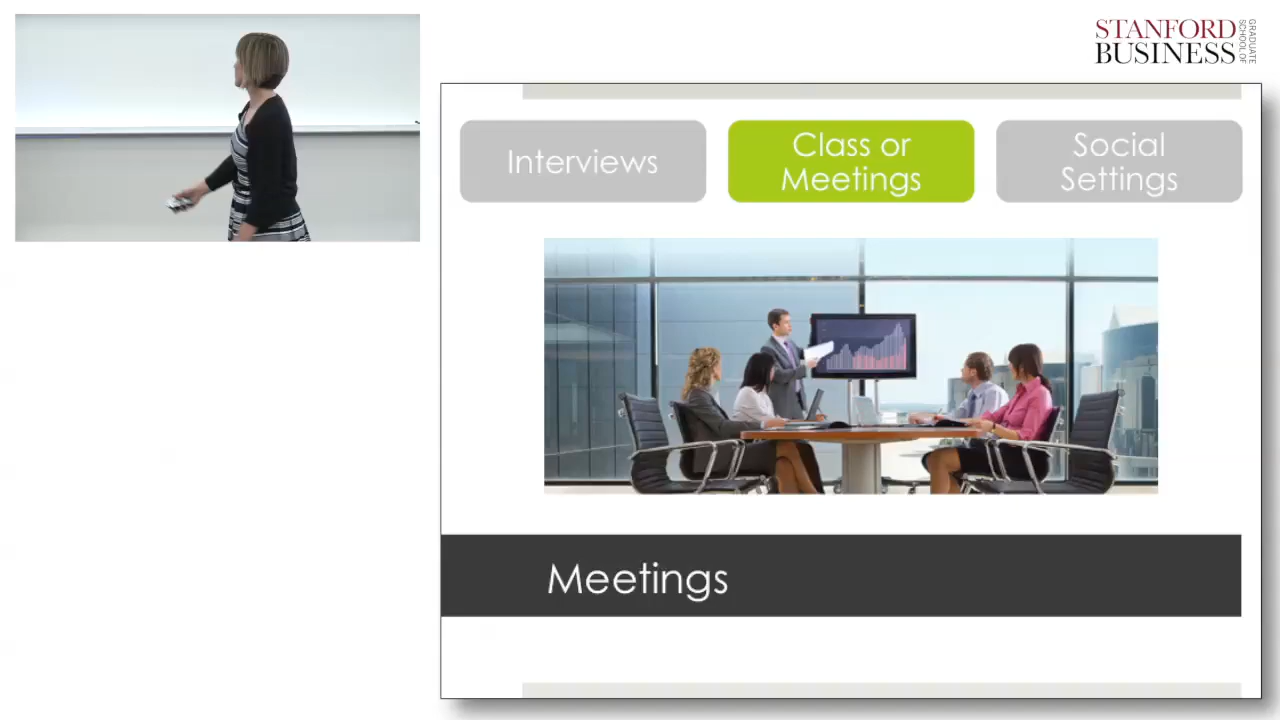 STANFORD
BUSINESS
GRADUATE
SCHOOL OF
Interviews
Class or
Meetings
Social
Settings
Meetings